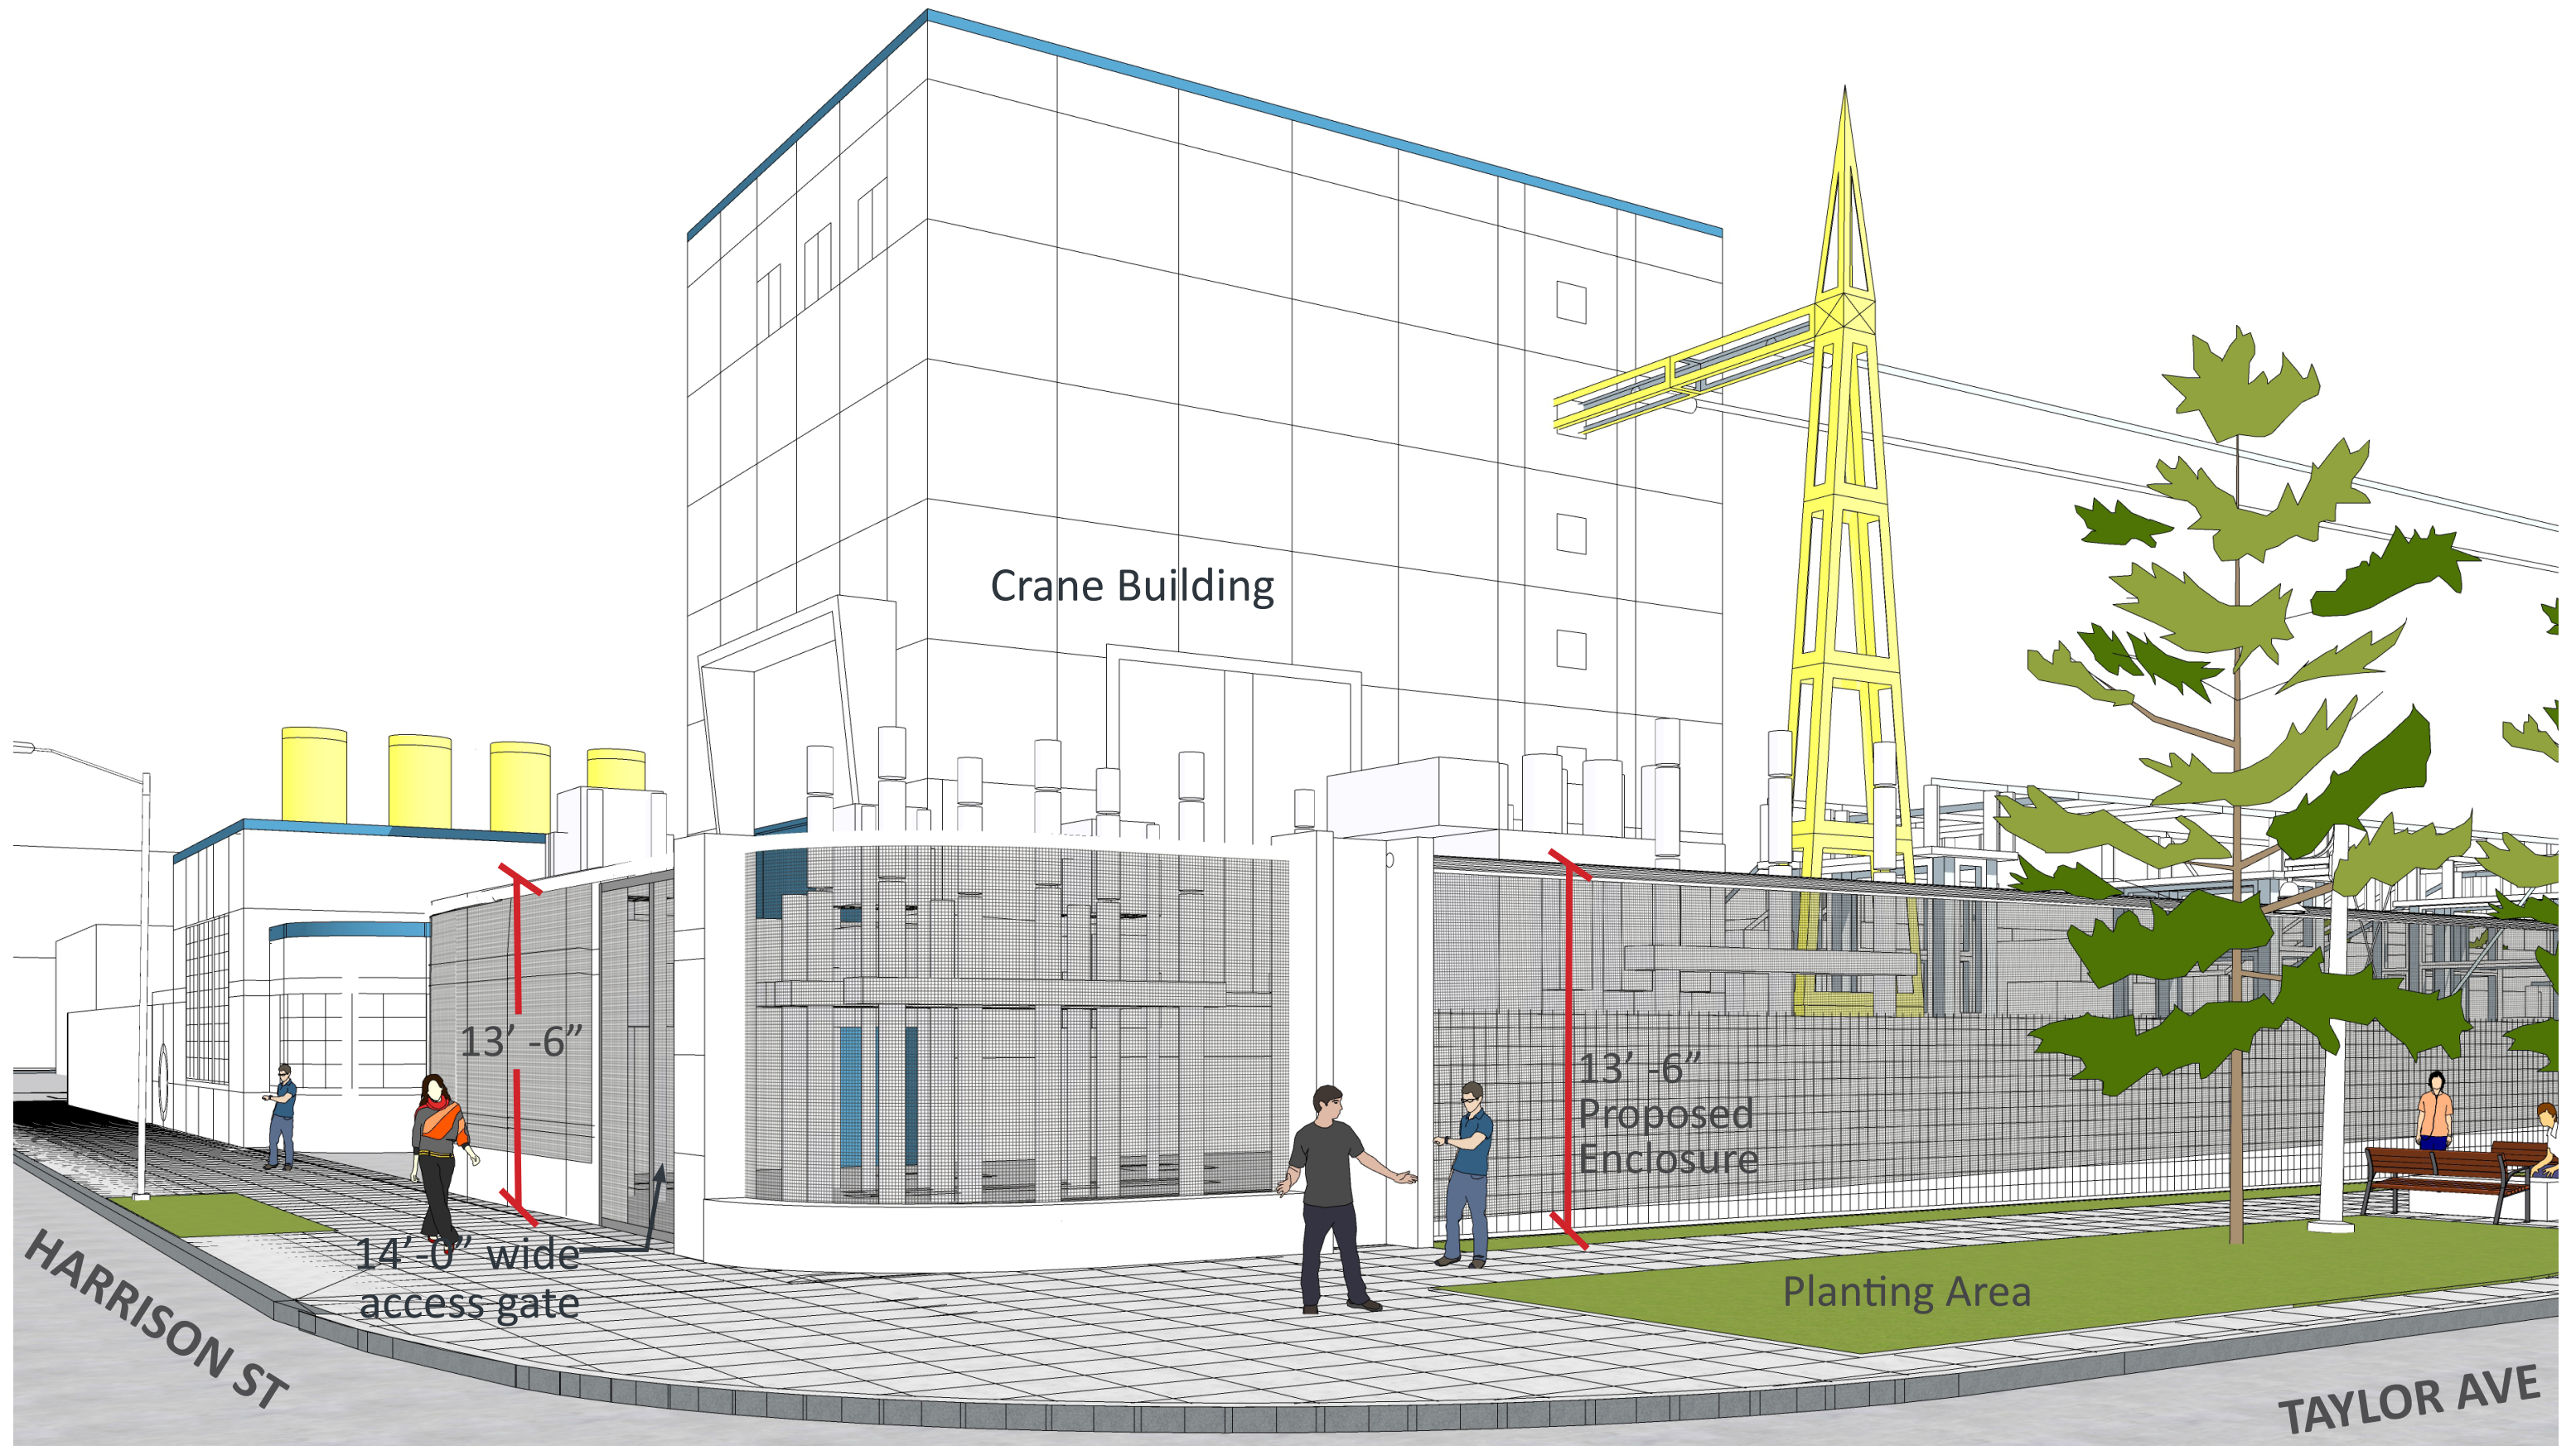 Crane Building
13’ -6”
13’ -6”
Proposed
Enclosure
14’-0” wide
access gate
Planting Area
HARRISON ST
TAYLOR AVE